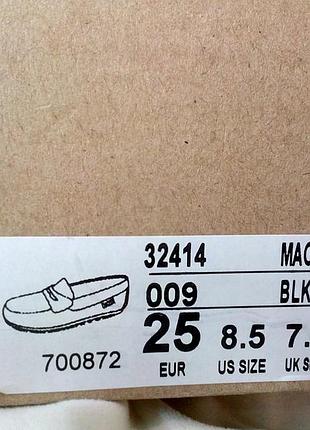 32414 MAC
009 BLK
25 8.5 7.
EUR US SIZE UK S
700872